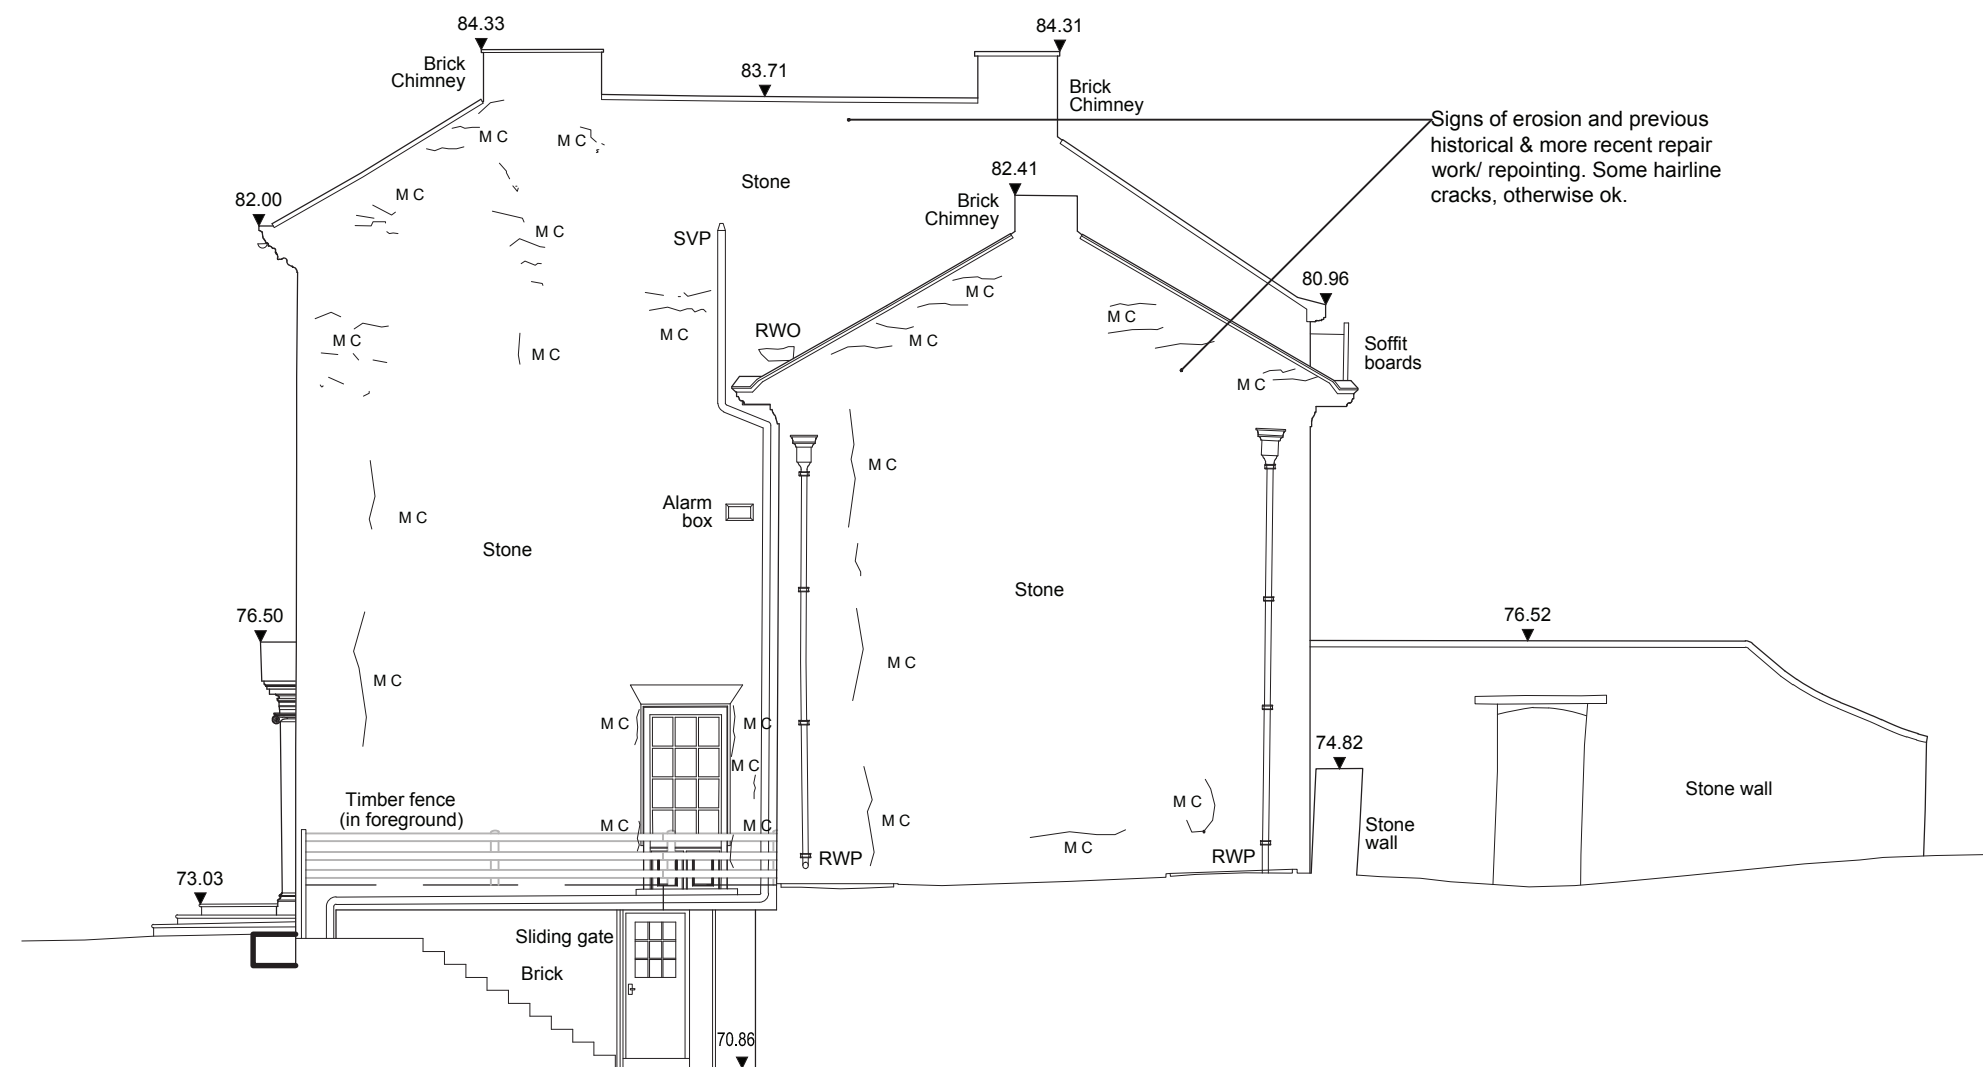 84.33
84.31
Brick
Chimney
83.71
Brick
Chimney
Signs of erosion and previous
historical & more recent repair
work/ repointing. Some hairline
cracks, otherwise ok.
M C
M C
82.41
Stone
M C
82.00
Brick
Chimney
M C
SVP
80.96
M C
M C
RWO
M C
M C
M C
M C
Soffit
boards
M C
M C
M C
Alarm
box
M C
Stone
Stone
76.50
76.52
M C
M C
M C
M C
74.82
M C
Stone wall
Timber fence
(in foreground)
M C
M C
M C
M C
Stone
wall
M C
RWP
RWP
73.03
Sliding gate
Brick
70.86